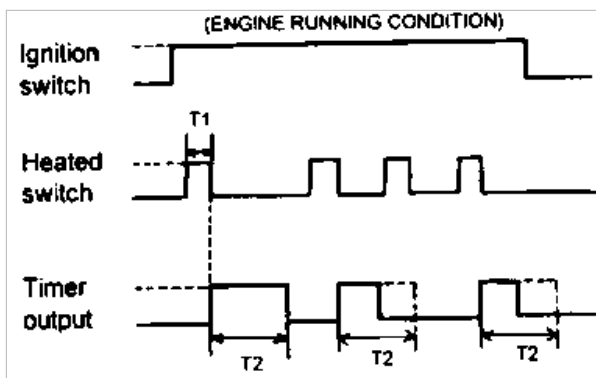 (ENGINE RUNNING CONDITION)
Ignition
switch
T1
Heated
switch
Timer
output
T2
T2
T2